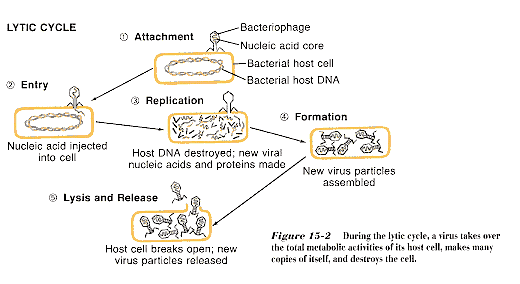 LYTIC CYCLE
① Attachment
Bacteriophage
Nucleic acid core
Bacterial host cell
Bacterial host DNA
② Entry
Nucleic acid injected
into cell
③ Replication
Host DNA destroyed; new viral
nucleic acids and proteins made
④ Formation
New virus particles
assembled
⑤ Lysis and Release
Host cell breaks open; new
virus particles released
Figure 15-2 During the lytic cycle, a virus takes over
the total metabolic activities of its host cell, makes many
copies of itself, and destroys the cell.